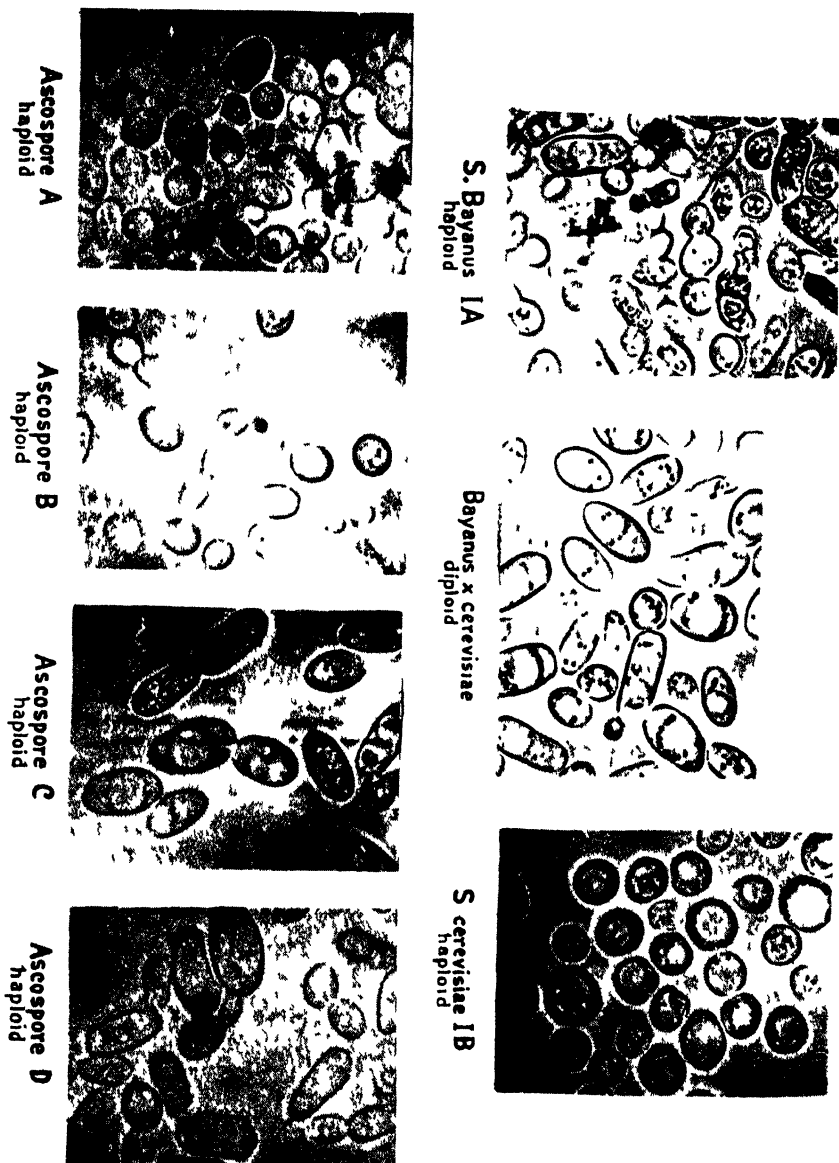 S. Bayanus IA
haploid
Bayanus x cerevisiae
diploid
S cerevisiae IB
haploid
Ascospore A
haploid
Ascospore B
haploid
Ascospore C
haploid
Ascospore D
haploid